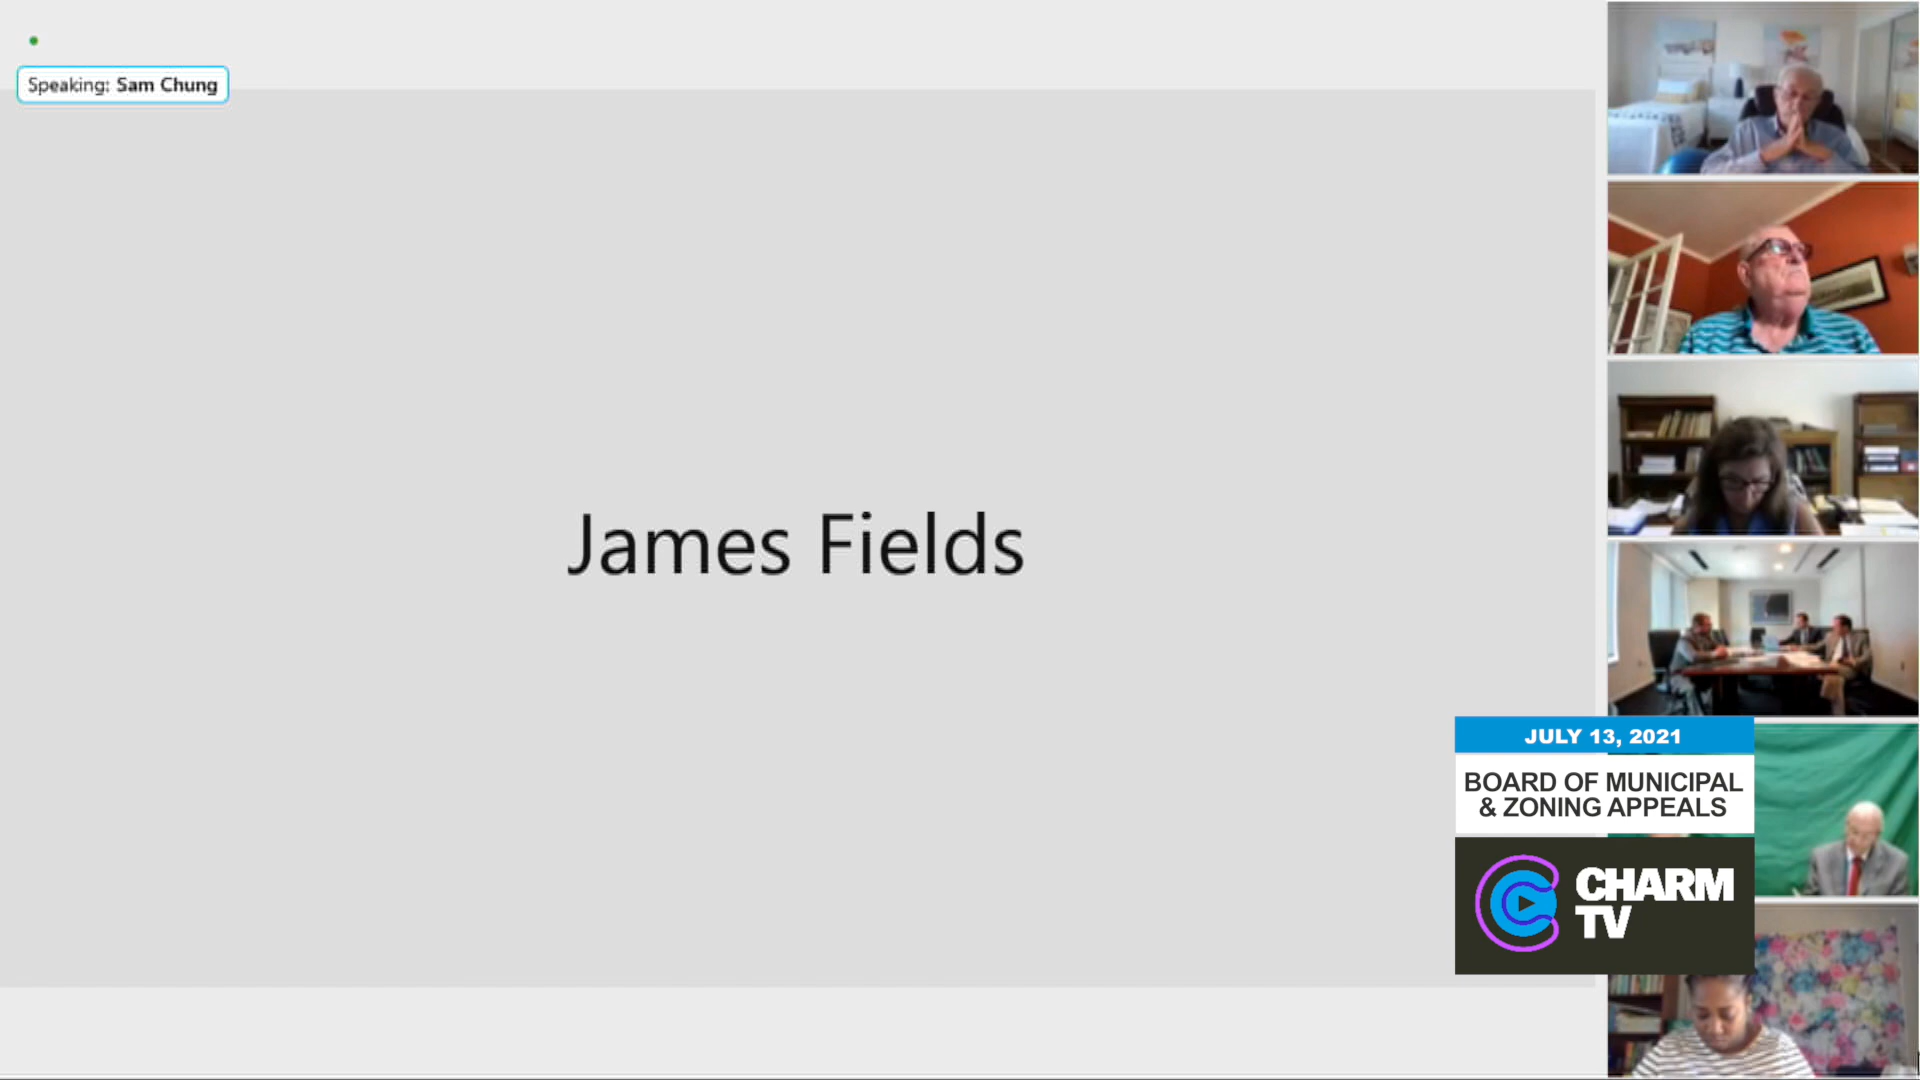 Speaking: Sam Chung
James Fields
JULY 13, 2021
BOARD OF MUNICIPAL
& ZONING APPEALS
CHARM
TV